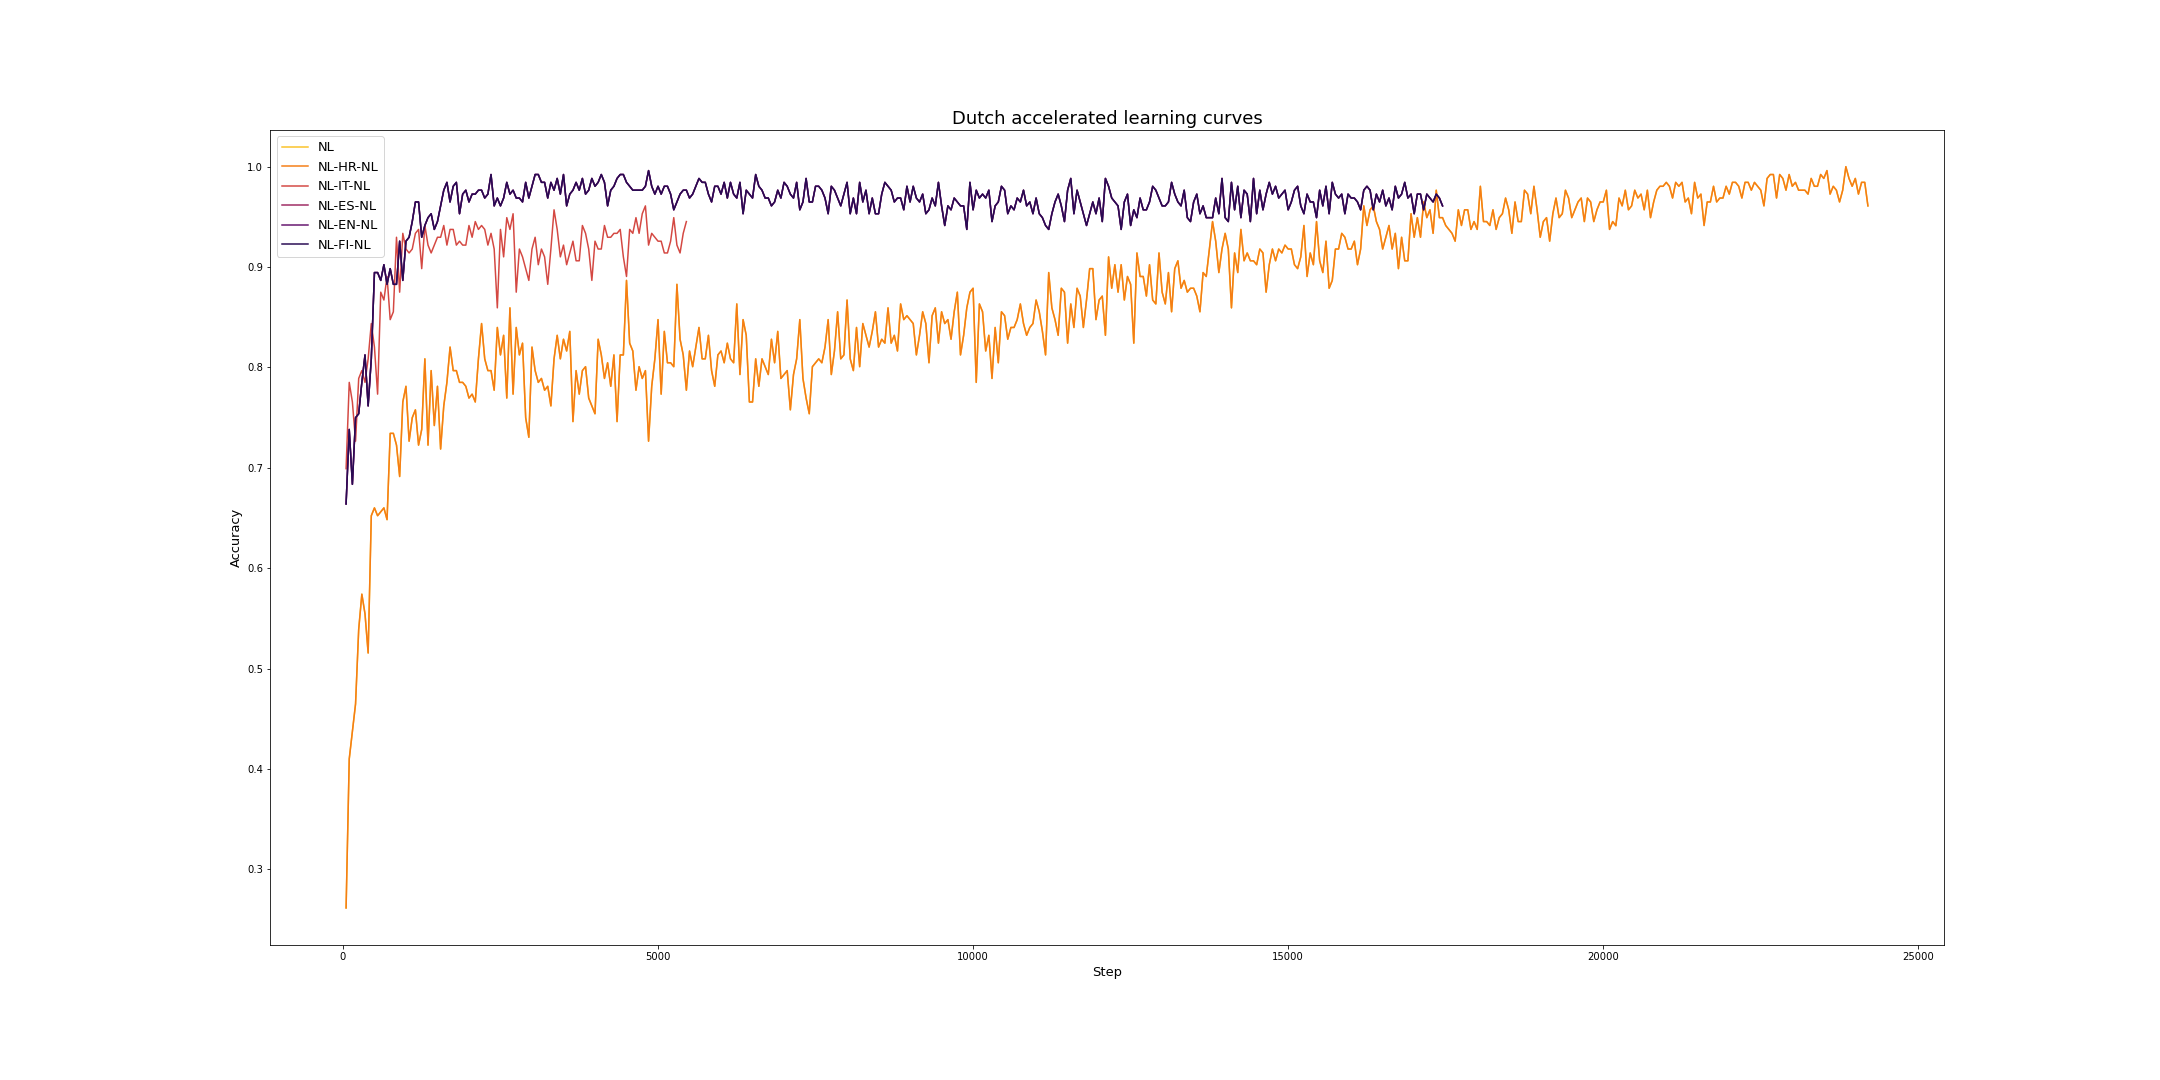 Dutch accelerated learning curves
NL
NL-HR-NL
NL-IT-NL
NL-ES-NL
NL-EN-NL
NL-FI-NL
1.0
0.9
0.8
0.7
0.6
0.5
0.4
0.3
Accuracy
0
5000
10000
15000
20000
25000
Step